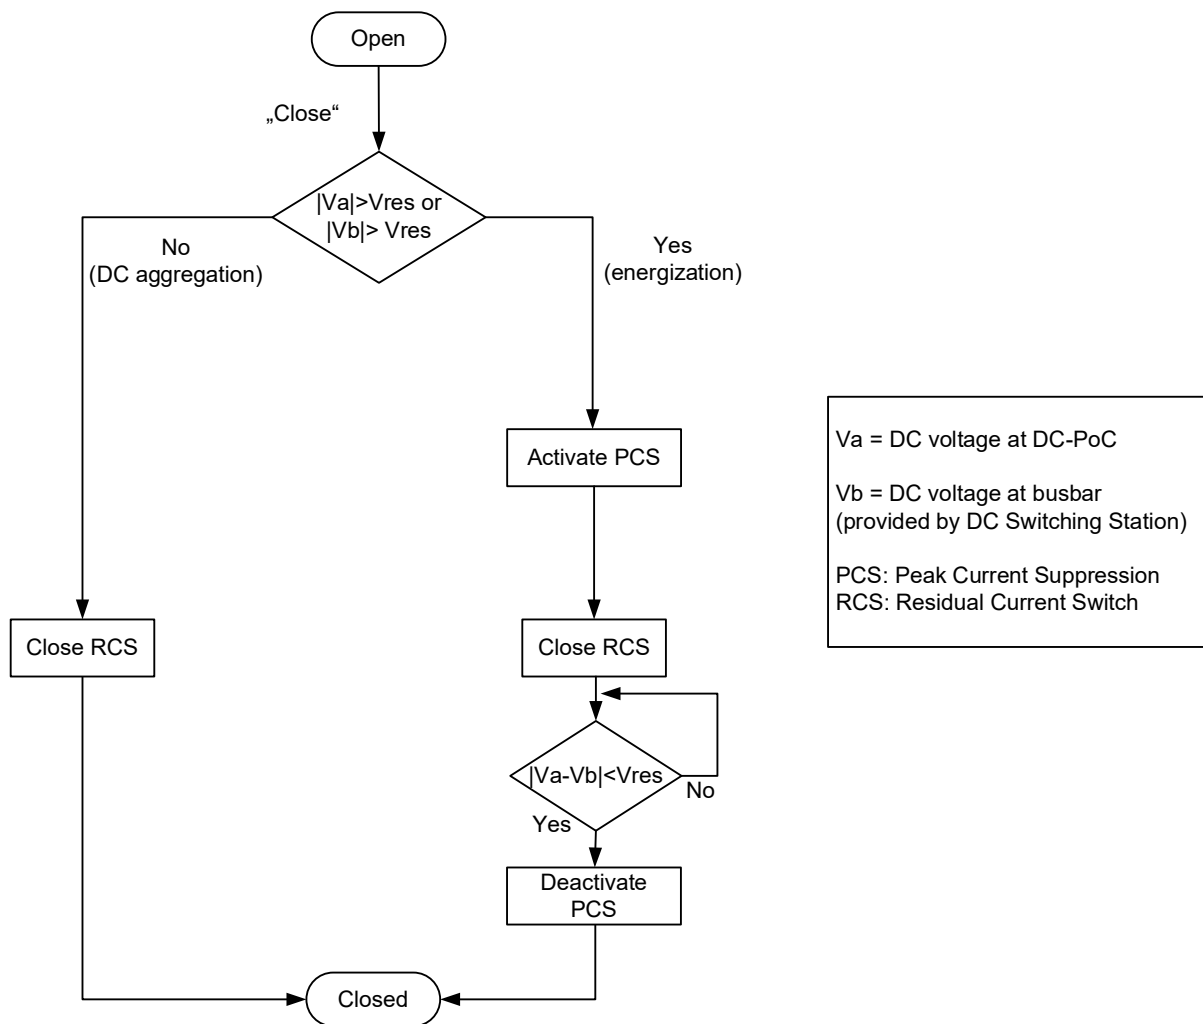 Open
„Close“
|Va|>Vres or
|Vb|> Vres
No
(DC aggregation)
Yes
(energization)
Activate PCS
Va = DC voltage at DC-PoC
Vb = DC voltage at busbar
(provided by DC Switching Station)
PCS: Peak Current Suppression
RCS: Residual Current Switch
Close RCS
Close RCS
|Va-Vb|<Vres
No
Yes
Deactivate
PCS
Closed